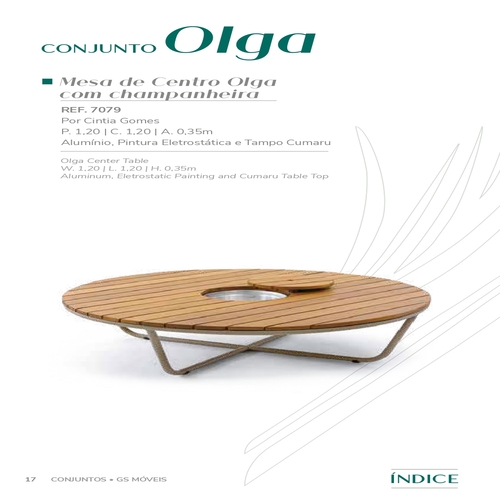 CONJUNTO Olga
Mesa de Centro Olga
com champanheira
REF. 7079
Por Cintia Gomes
P. 1,20 | C. 1,20 | A. 0,35m
Alumínio, Pintura Eletrostática e Tampo Cumaru
Olga Center Table
W. 1,20 | L. 1,20 | H. 0,35m
Aluminum, Eletrostatic Painting and Cumaru Table Top
17 CONJUNTOS • GS MÓVEIS
ÍNDICE